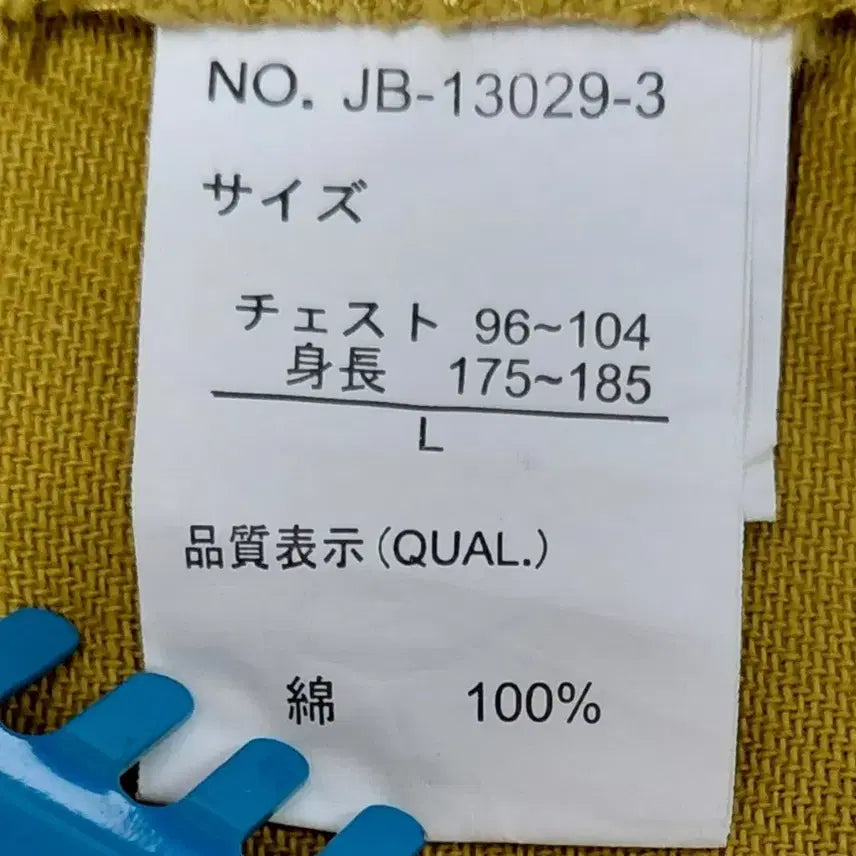 NO. JB-13029-3
サイズ
チェスト 96~104
身長 175~185
L
品質表示(QUAL.)
綿 100%